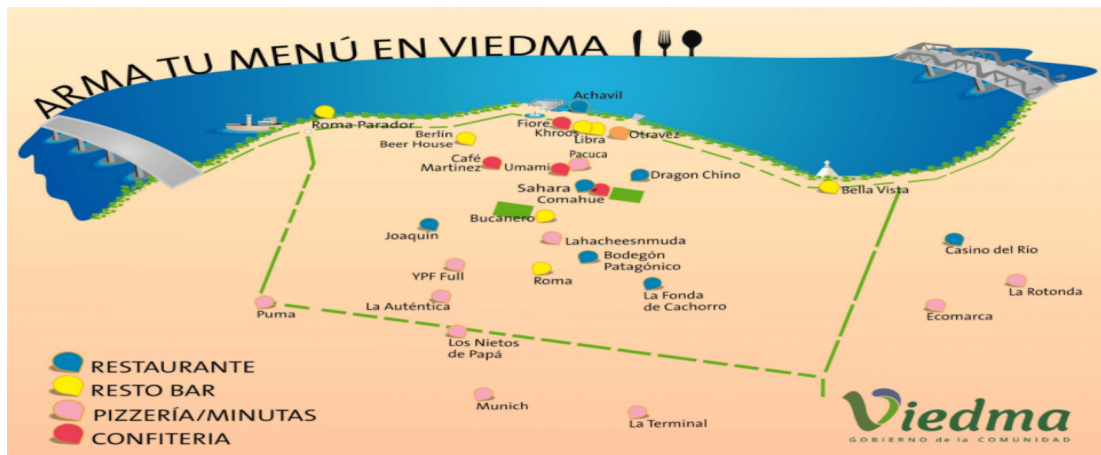 ARMA TU MENÚ EN VIEDMA
Achavil
Roma Parador
Fiore
Khroos
Libra
Otravez
Berlín
Beer House
Café
Martinez
Umami
Pacuca
Dragon Chino
Sahara
Comahue
Bella Vista
Bucanero
Joaquín
Lahacheesnmuda
Casino del Río
Bodegón
Patagónico
YPF Full
Roma
La Fonda
de Cachorro
La Rotonda
La Auténtica
Puma
Ecomarca
Los Nietos
de Papá
Munich
La Terminal
RESTAURANTE
RESTO BAR
PIZZERÍA/MINUTAS
CONFITERIA
Viedma
GOBIERNO de la COMUNIDAD